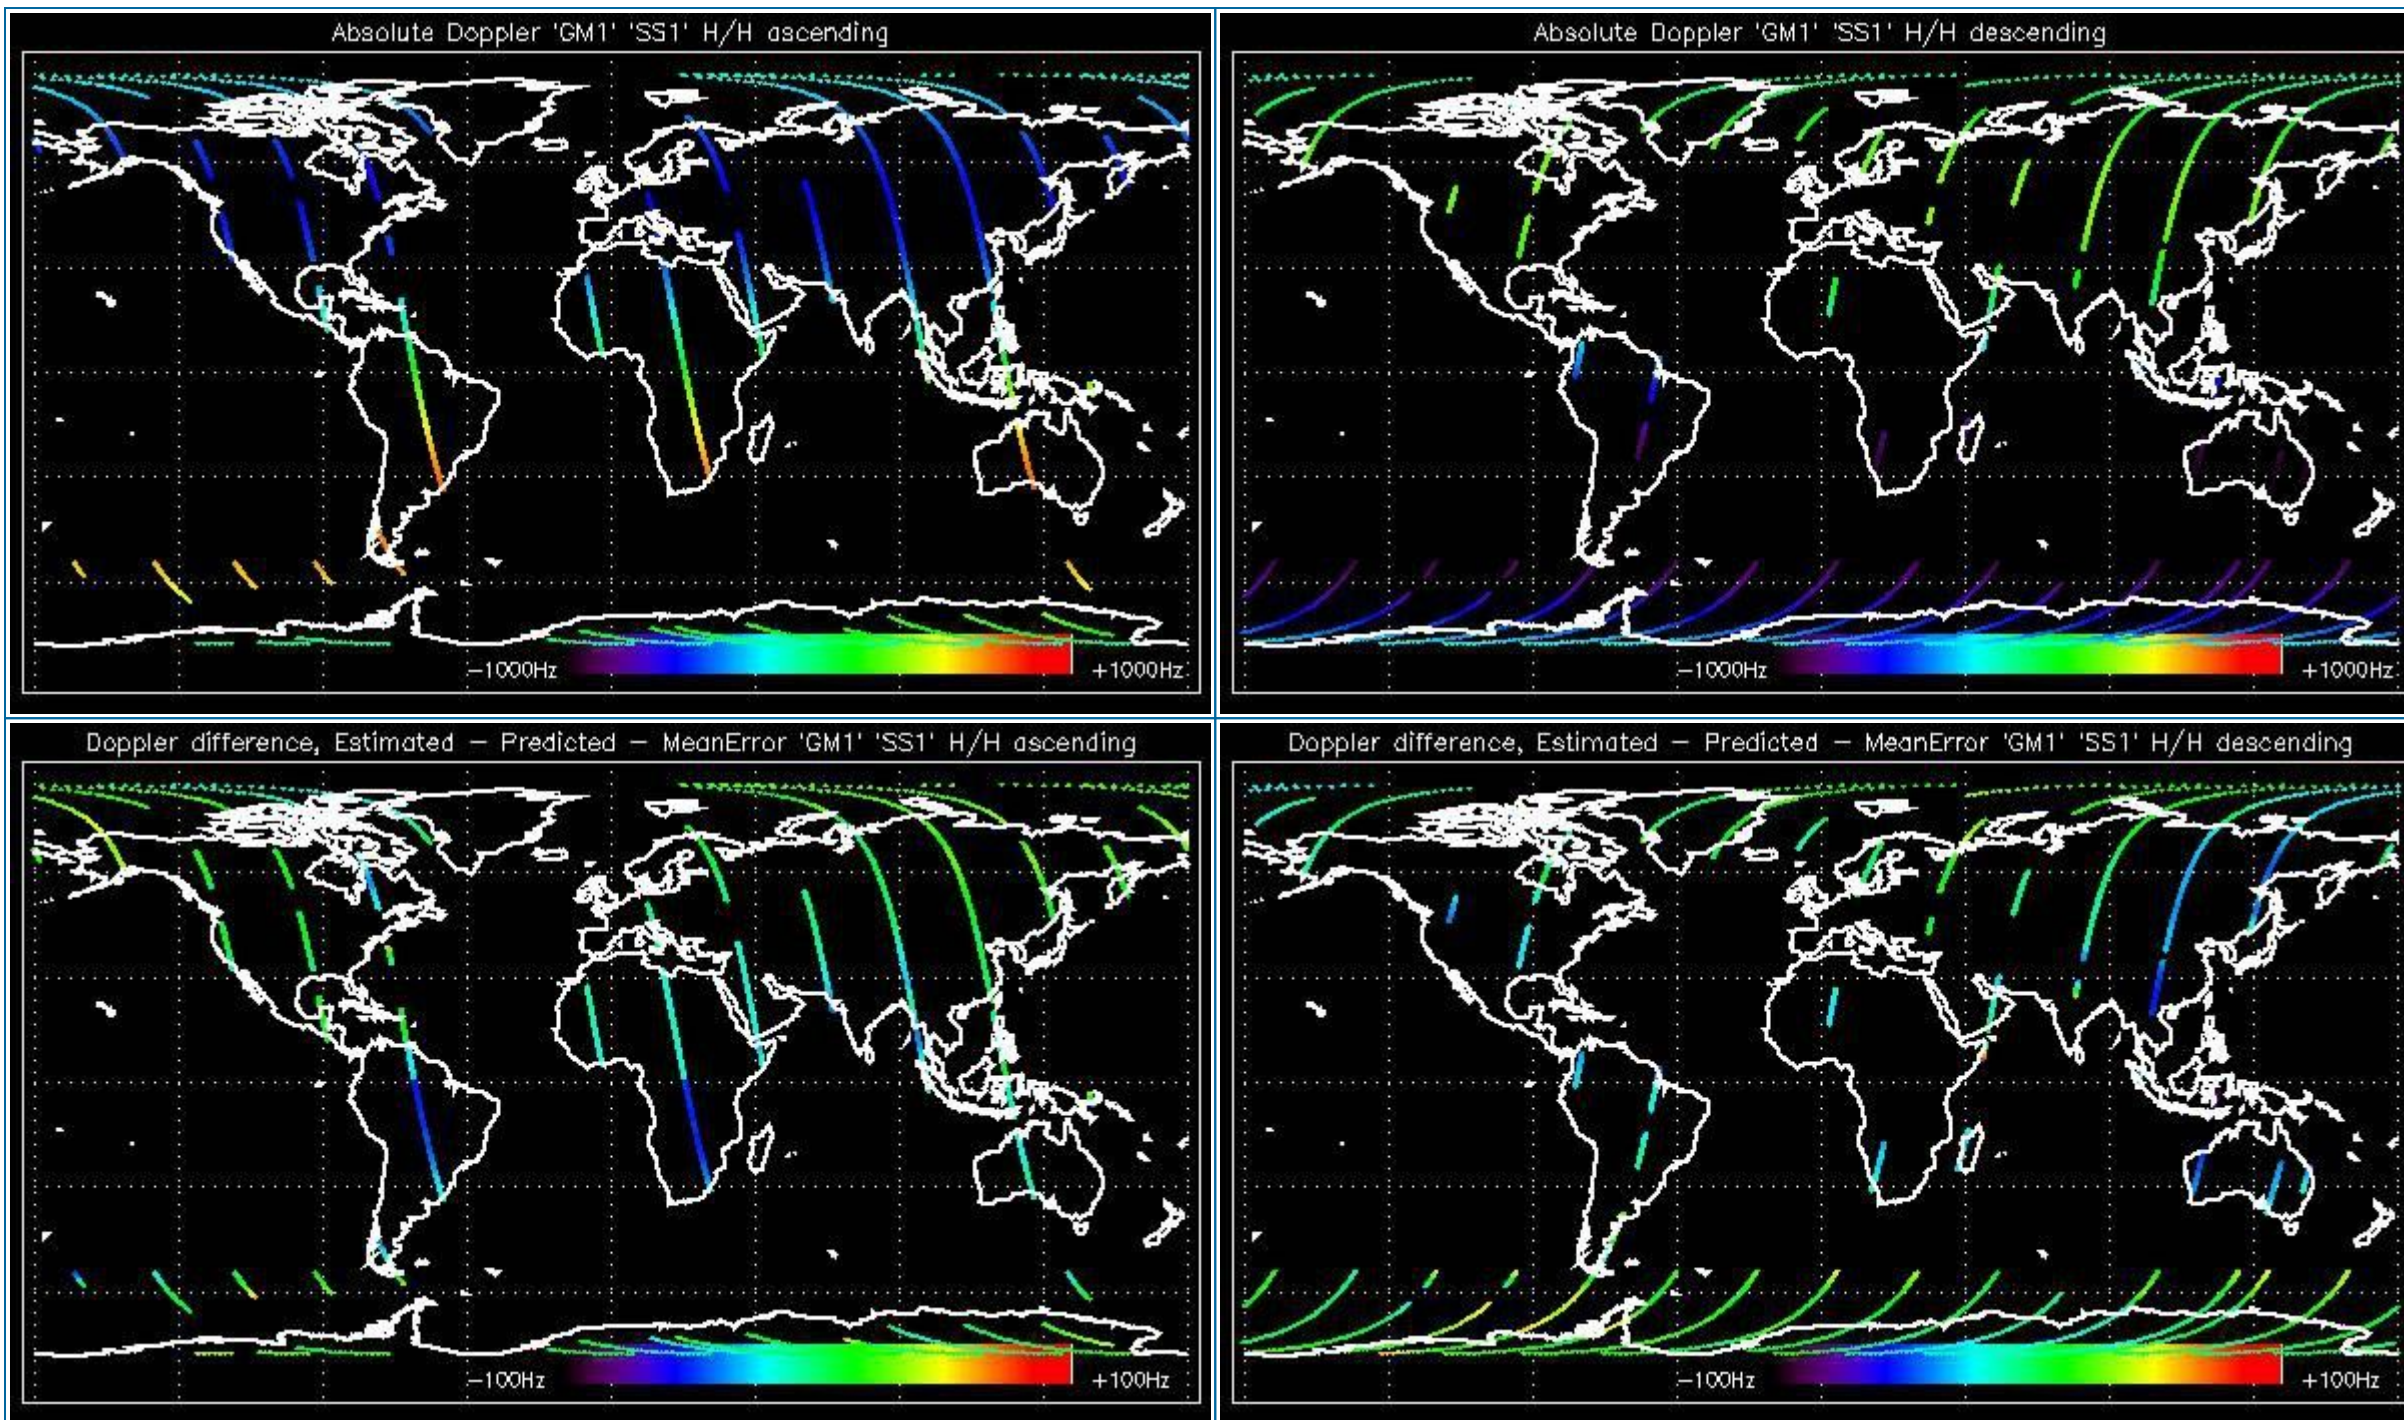 Absolute Doppler 'GM1' 'SS1' H/H ascending
−1000Hz
+1000Hz
Absolute Doppler 'GM1' 'SS1' H/H descending
−1000Hz
+1000Hz
Doppler difference, Estimated − Predicted − MeanError 'GM1' 'SS1' H/H ascending
−100Hz
+100Hz
Doppler difference, Estimated − Predicted − MeanError 'GM1' 'SS1' H/H descending
−100Hz
+100Hz